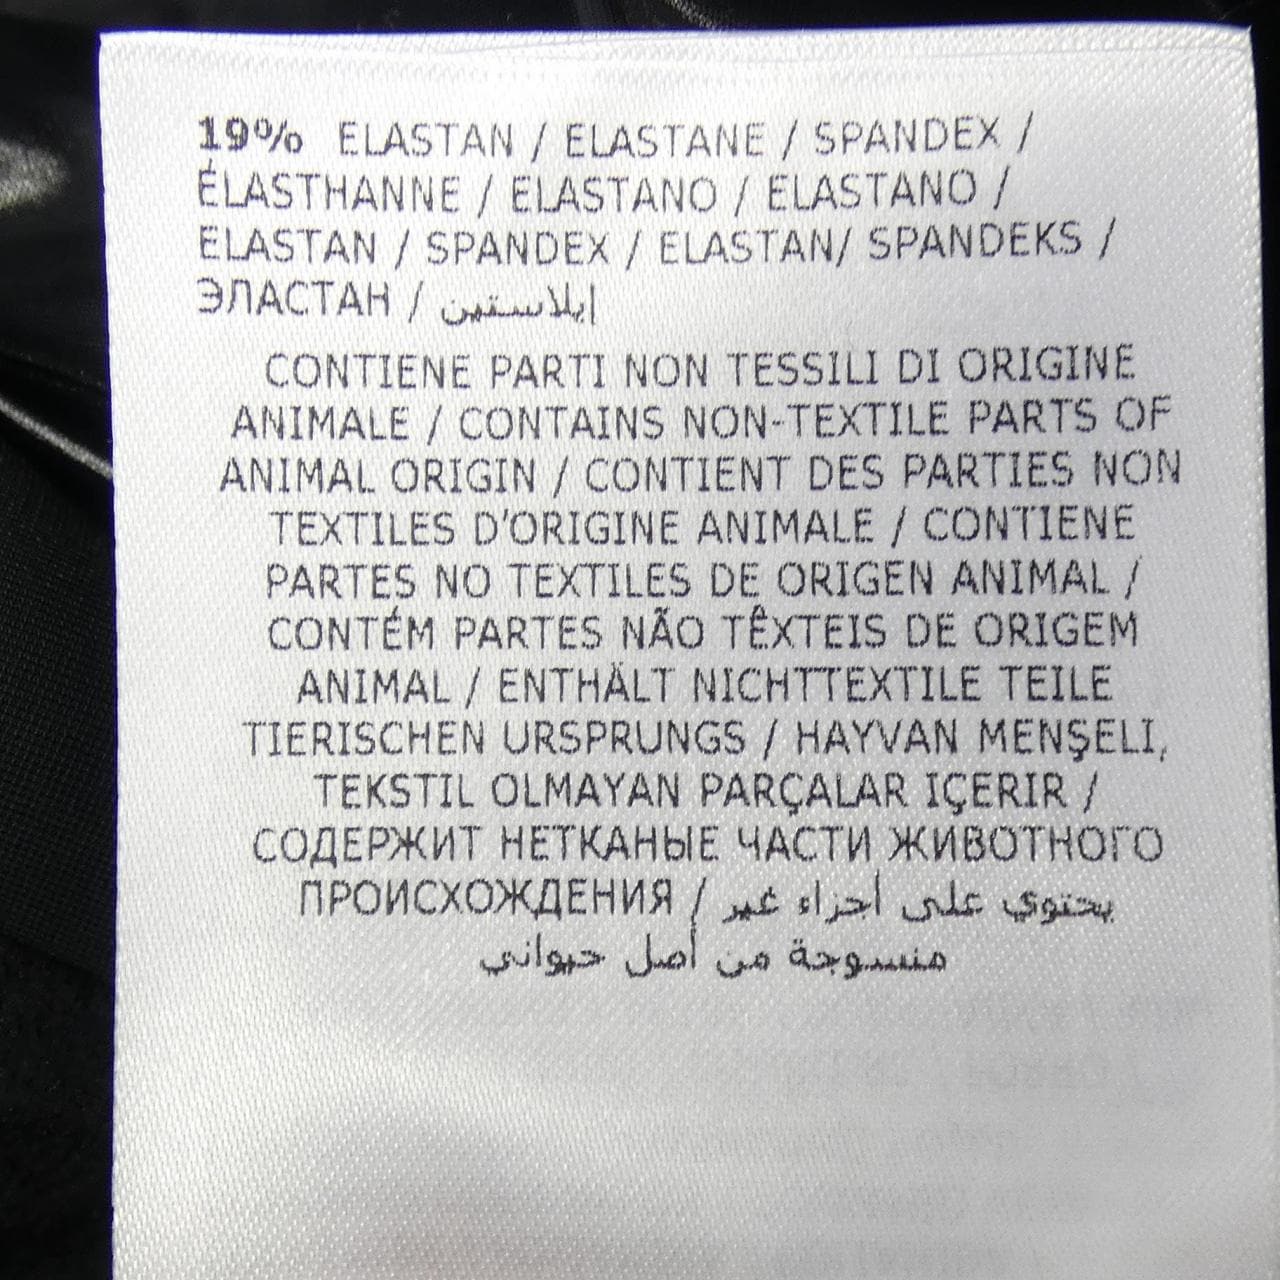 19% ELASTAN / ELASTANE / SPANDEX /
ÉLASTHANNE / ELASTANO / ELASTANO /
ELASTAN / SPANDEX / ELASTAN/ SPANDEKS /
ЭЛАСТАН / إيلاستين
CONTIENE PARTI NON TESSILI DI ORIGINE
ANIMALE / CONTAINS NON-TEXTILE PARTS OF
ANIMAL ORIGIN / CONTIENT DES PARTIES NON
TEXTILES D'ORIGINE ANIMALE / CONTIENE
PARTES NO TEXTILES DE ORIGEN ANIMAL /
CONTÉM PARTES NÃO TÊXTEIS DE ORIGEM
ANIMAL / ENTHÄLT NICHTTEXTILE TEILE
TIERISCHEN URSPRUNGS / HAYVAN MENŞELI,
TEKSTIL OLMAYAN PARÇALAR IÇERIR /
СОДЕРЖИТ НЕТКАНЫЕ ЧАСТИ ЖИВОТНОГО
ПРОИСХОЖДЕНИЯ / يحتوي على أجزاء غير
منسوجة من أصل حيواني